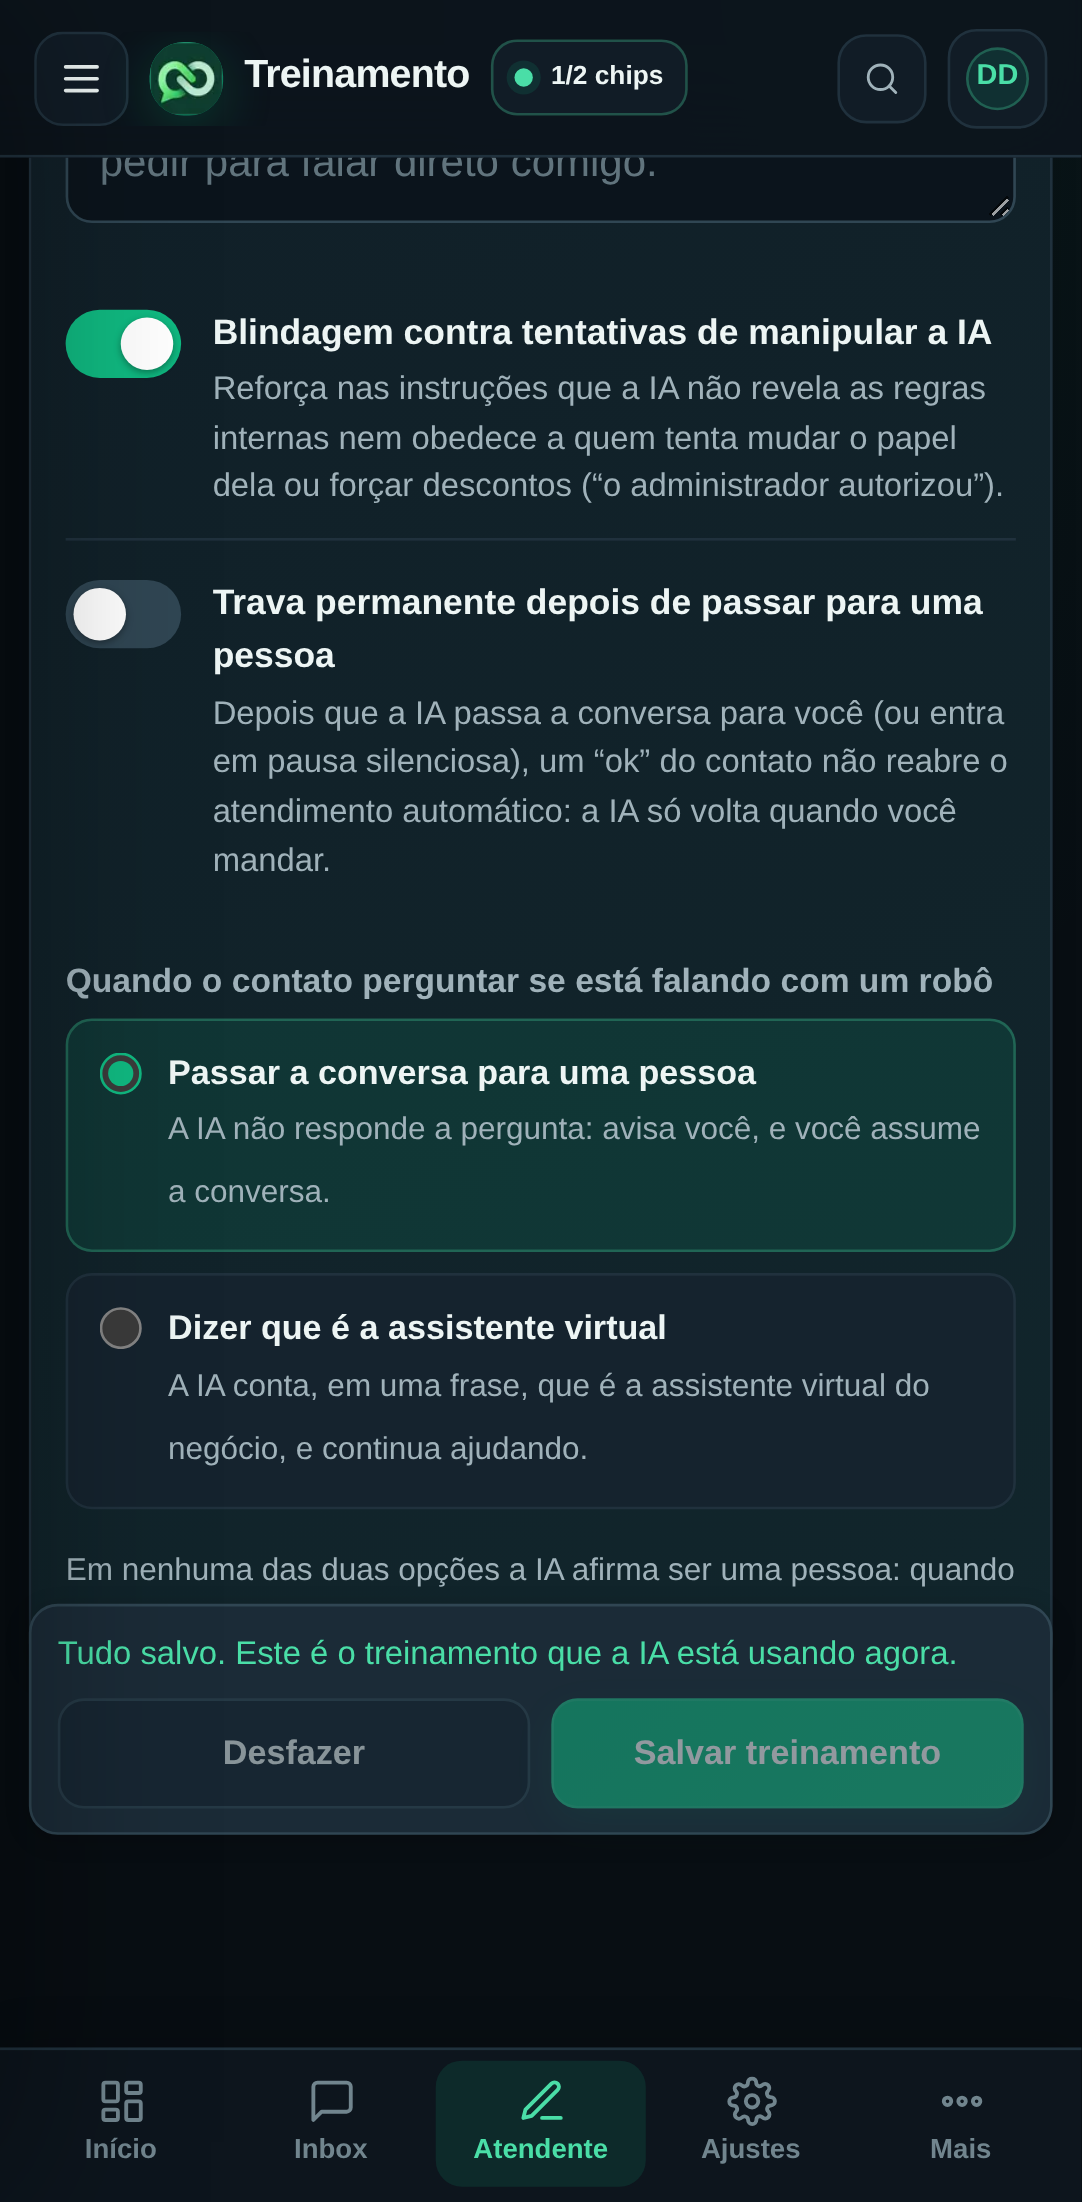 Treinamento
1/2 chips
DD
pedir para falar direto comigo.
Blindagem contra tentativas de manipular a IA
Reforça nas instruções que a IA não revela as regras
internas nem obedece a quem tenta mudar o papel
dela ou forçar descontos (“o administrador autorizou”).
Trava permanente depois de passar para uma
pessoa
Depois que a IA passa a conversa para você (ou entra
em pausa silenciosa), um “ok” do contato não reabre o
atendimento automático: a IA só volta quando você
mandar.
Quando o contato perguntar se está falando com um robô
Passar a conversa para uma pessoa
A IA não responde a pergunta: avisa você, e você assume
a conversa.
Dizer que é a assistente virtual
A IA conta, em uma frase, que é a assistente virtual do
negócio, e continua ajudando.
Em nenhuma das duas opções a IA afirma ser uma pessoa: quando
Tudo salvo. Este é o treinamento que a IA está usando agora.
Desfazer
Salvar treinamento
Início
Inbox
Atendente
Ajustes
Mais